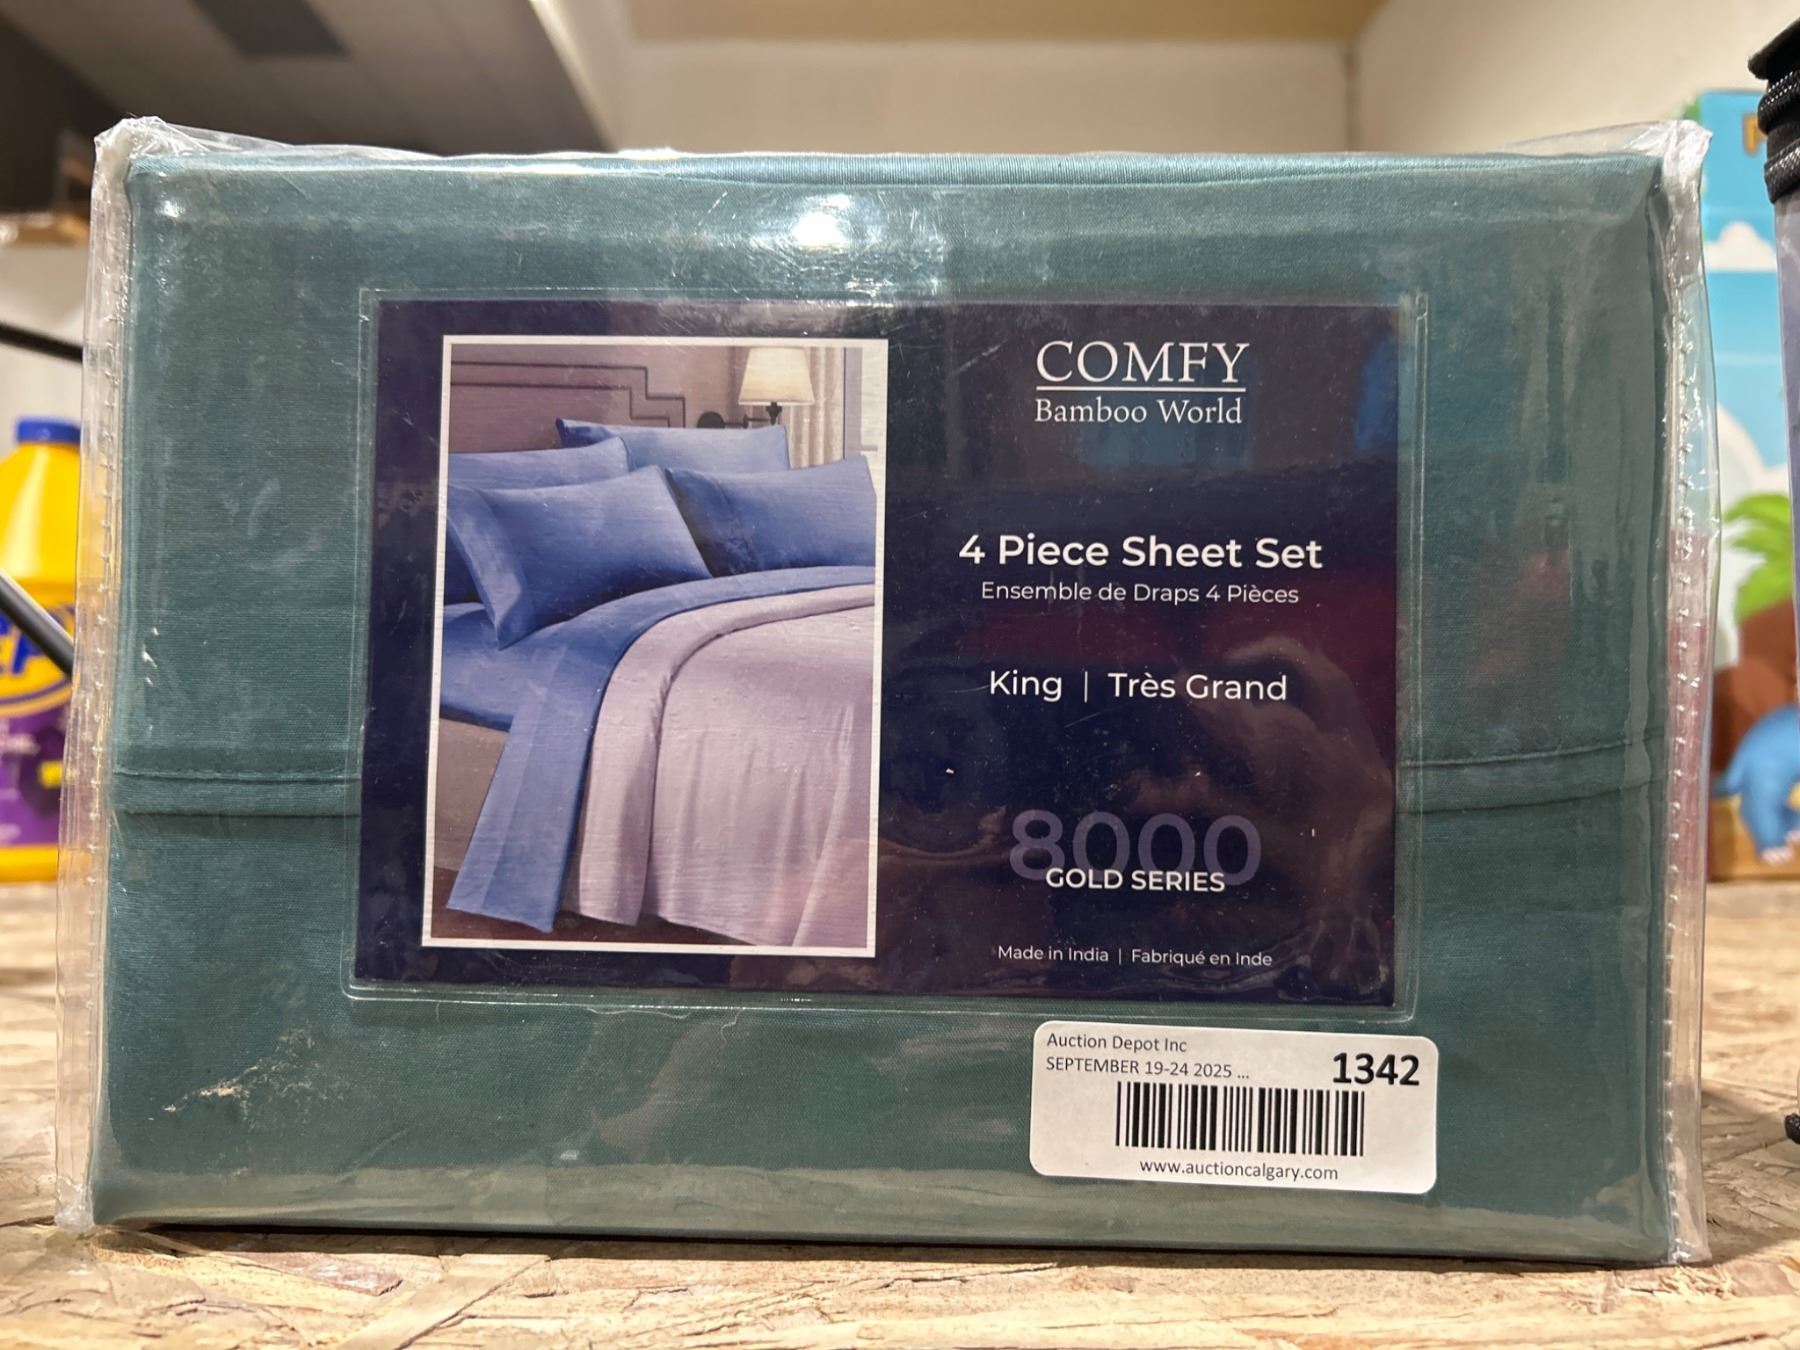 COMFY
Bamboo World
4 Piece Sheet Set
Ensemble de Draps 4 Pièces
King | Très Grand
8000
GOLD SERIES
Made in India | Fabriqué en Inde
Auction Depot Inc
SEPTEMBER 19-24 2025 ...
1342
www.auctioncalgary.com